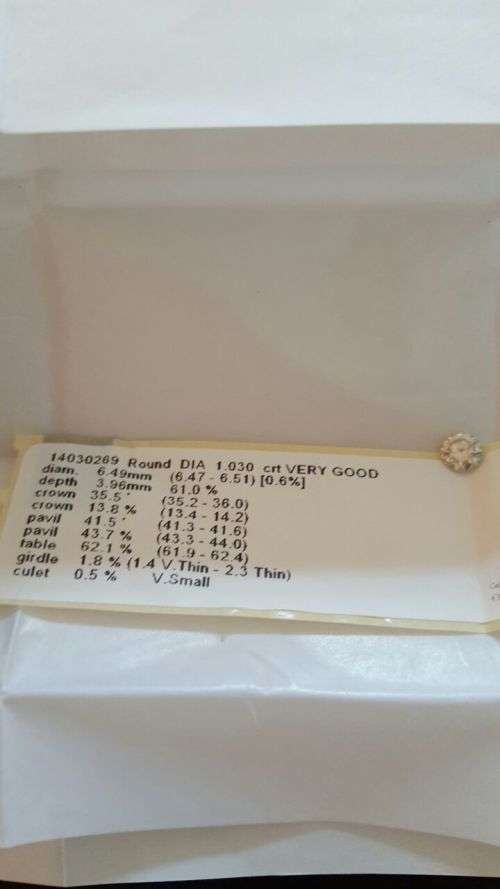 14030269 Round DIA 1.030 crt VERY GOOD
diam. 6.49mm (6.47 - 6.51) [0.6%]
depth 3.96mm 61.0 %
crown 35.5 ° (35.2 - 36.0)
crown 13.8 % (13.4 - 14.2)
pavil 41.5 ° (41.3 - 41.6)
pavil 43.7 % (43.3 - 44.0)
table 62.1 % (61.9 - 62.4)
girdle 1.8 % (1.4 V.Thin - 2.3 Thin)
culet 0.5 % V.Small